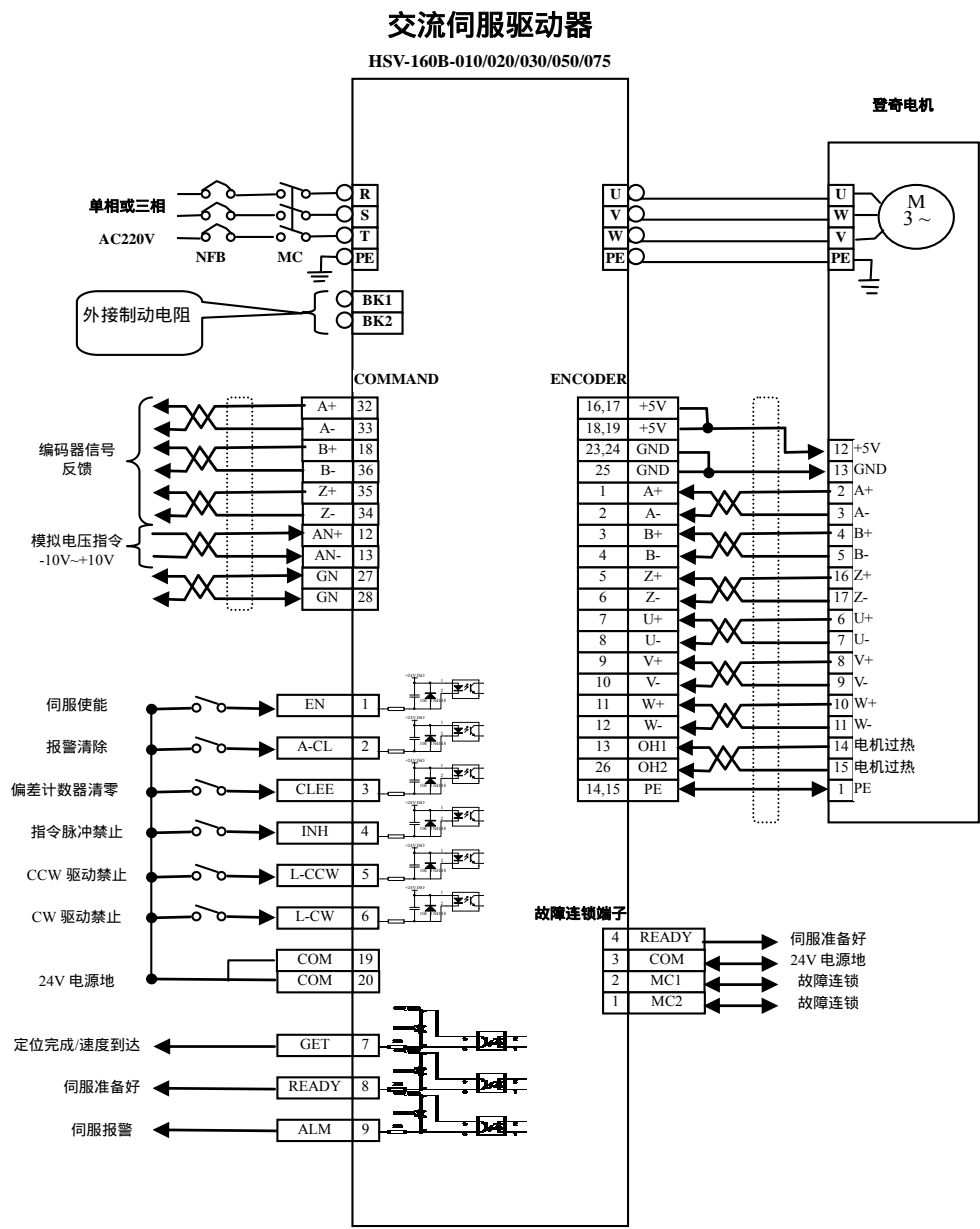 交流伺服驱动器
HSV-160B-010/020/030/050/075
登奇电机
单相或三相
AC220V
NFB
MC
R
S
T
PE
U
V
W
PE
U
W
V
PE
M
3 ~
外接制动电阻
BK1
BK2
COMMAND
编码器信号
反馈
模拟电压指令
-10V~+10V
A+ 32
A- 33
B+ 18
B- 36
Z+ 35
Z- 34
AN+ 12
AN- 13
GN 27
GN 28
ENCODER
16,17 +5V
18,19 +5V
23,24 GND
25 GND
1 A+
2 A-
3 B+
4 B-
5 Z+
6 Z-
7 U+
8 U-
9 V+
10 V-
11 W+
12 W-
13 OH1
26 OH2
14,15 PE
12 +5V
13 GND
2 A+
3 A-
4 B+
5 B-
16 Z+
17 Z-
6 U+
7 U-
8 V+
9 V-
10 W+
11 W-
14 电机过热
15 电机过热
1 PE
伺服使能 EN 1
报警清除 A-CL 2
偏差计数器清零 CLEE 3
指令脉冲禁止 INH 4
CCW 驱动禁止 L-CCW 5
CW 驱动禁止 L-CW 6
COM 19
24V 电源地 COM 20
定位完成/速度到达 GET 7
伺服准备好 READY 8
伺服报警 ALM 9
故障连锁端子
4 READY 伺服准备好
3 COM 24V 电源地
2 MC1 故障连锁
1 MC2 故障连锁